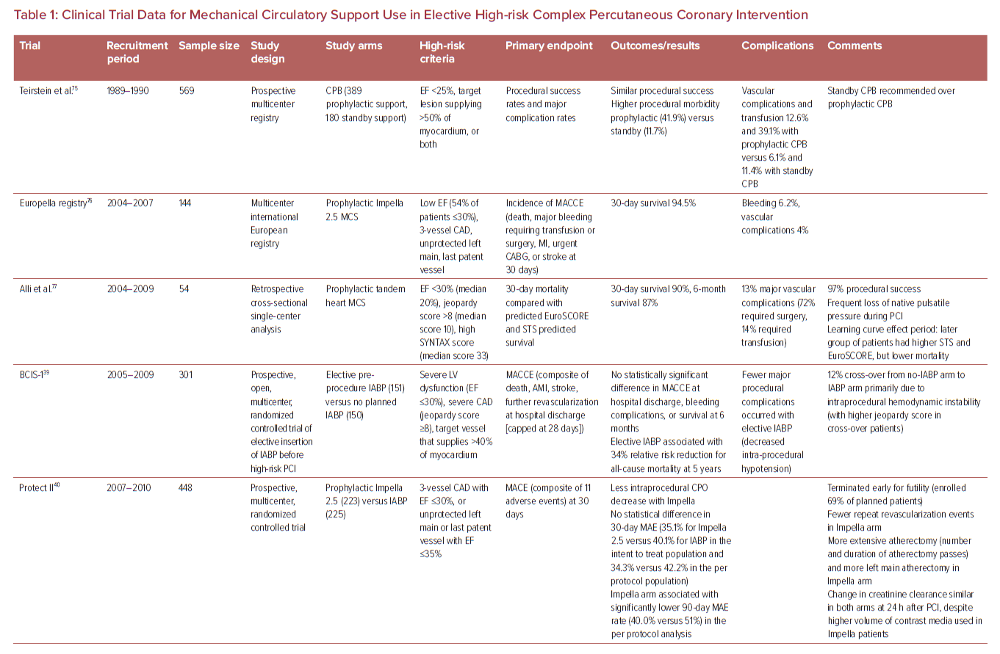 Table 1: Clinical Trial Data for Mechanical Circulatory Support Use in Elective High-risk Complex Percutaneous Coronary Intervention
Trial
Recruitment
period
Sample size
Study
design
Study arms
High-risk
criteria
Primary endpoint
Outcomes/results
Complications
Comments
Teirstein et al.75
1989–1990
569
Prospective
multicenter
registry
CPB (389
prophylactic support,
180 standby support)
EF <25%, target
lesion supplying
>50% of
myocardium, or
both
Procedural success
rates and major
complication rates
Similar procedural success
Higher procedural morbidity
prophylactic (41.9%) versus
standby (11.7%)
Vascular
complications and
transfusion 12.6%
and 39.1% with
prophylactic CPB
versus 6.1% and
11.4% with standby
CPB
Standby CPB recommended over
prophylactic CPB
Europella registry76
2004–2007
144
Multicenter
international
European
registry
Prophylactic Impella
2.5 MCS
Low EF (54% of
patients ≤30%),
3-vessel CAD,
unprotected left
main, last patent
vessel
Incidence of MACCE
(death, major bleeding
requiring transfusion or
surgery, MI, urgent
CABG, or stroke at
30 days)
30-day survival 94.5%
Bleeding 6.2%,
vascular
complications 4%
Alli et al.77
2004–2009
54
Retrospective
cross-sectional
single-center
analysis
Prophylactic tandem
heart MCS
EF <30% (median
20%), jeopardy
score >8 (median
score 10), high
SYNTAX score
(median score 33)
30-day mortality
compared with
predicted EuroSCORE
and STS predicted
survival
30-day survival 90%, 6-month
survival 87%
13% major vascular
complications (72%
required surgery,
14% required
transfusion)
97% procedural success
Frequent loss of native pulsatile
pressure during PCI
Learning curve effect period: later
group of patients had higher STS and
EuroSCORE, but lower mortality
BCIS-139
2005–2009
301
Prospective,
open,
multicenter,
randomized
controlled trial of
elective insertion
of IABP before
high-risk PCI
Elective pre-
procedure IABP (151)
versus no planned
IABP (150)
Severe LV
dysfunction (EF
≤30%), severe CAD
(jeopardy score
≥8), target vessel
that supplies >40%
of myocardium
MACCE (composite of
death, AMI, stroke,
further revascularization
at hospital discharge
[capped at 28 days])
No statistically significant
difference in MACCE at
hospital discharge, bleeding
complications, or survival at 6
months
Elective IABP associated with
34% relative risk reduction for
all-cause mortality at 5 years
Fewer major
procedural
complications
occurred with
elective IABP
(decreased
intra-procedural
hypotension)
12% cross-over from no-IABP arm to
IABP arm primarily due to
intraprocedural hemodynamic instability
(with higher jeopardy score in
cross-over patients)
Protect II40
2007–2010
448
Prospective,
multicenter,
randomized
controlled trial
Prophylactic Impella
2.5 (223) versus IABP
(225)
3-vessel CAD with
EF ≤30%, or
unprotected left
main or last patent
vessel with EF
≤35%
MACE (composite of 11
adverse events) at 30
days
Less intraprocedural CPO
decrease with Impella
No statistical difference in
30-day MAE (35.1% for Impella
2.5 versus 40.1% for IABP in the
intent to treat population and
34.3% versus 42.2% in the per
protocol population)
Impella arm associated with
significantly lower 90-day MAE
rate (40.0% versus 51%) in the
per protocol analysis
Terminated early for futility (enrolled
69% of planned patients)
Fewer repeat revascularization events
in Impella arm
More extensive atherectomy (number
and duration of atherectomy passes)
and more left main atherectomy in
Impella arm
Change in creatinine clearance similar
in both arms at 24 h after PCI, despite
higher volume of contrast media used in
Impella patients